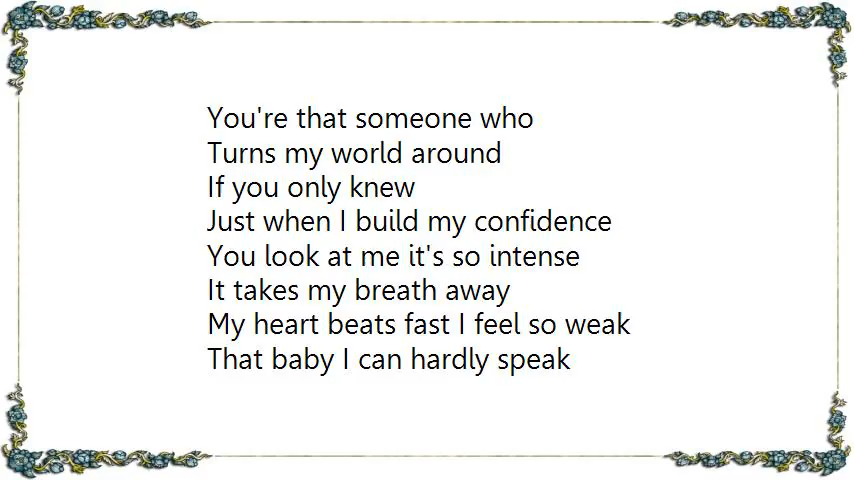 You're that someone who
Turns my world around
If you only knew
Just when I build my confidence
You look at me it's so intense
It takes my breath away
My heart beats fast I feel so weak
That baby I can hardly speak